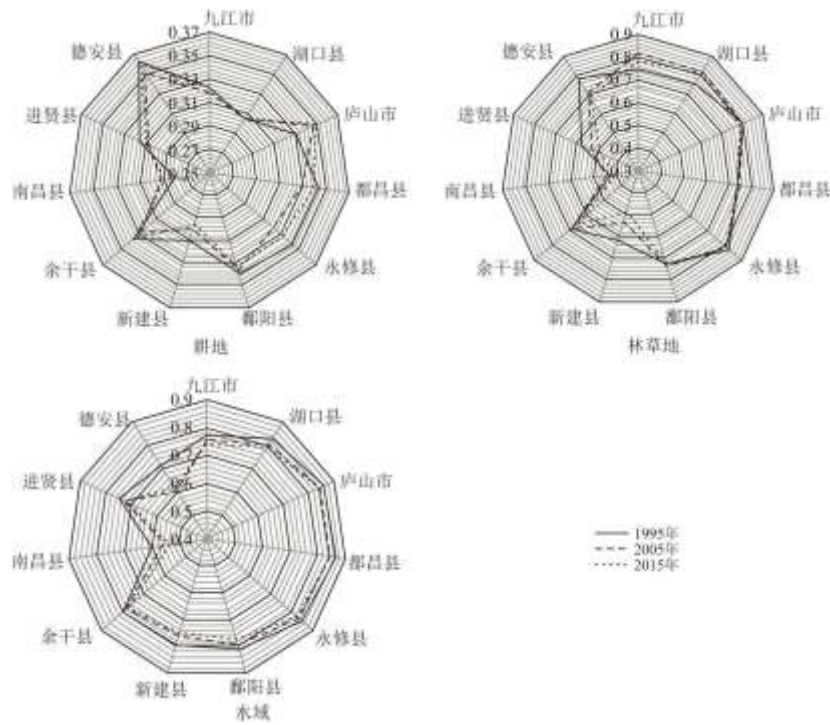 九江市
0.37
湖口县
0.35
0.33
0.31
0.29
0.27
0.25
庐山市
都昌县
永修县
鄱阳县
新建县
余干县
南昌县
进贤县
德安县
耕地
九江市
0.9
湖口县
0.8
0.7
0.6
0.5
0.4
0.3
庐山市
都昌县
永修县
鄱阳县
新建县
余干县
南昌县
进贤县
德安县
林草地
九江市
0.9
湖口县
0.8
0.7
0.6
0.5
0.4
庐山市
都昌县
永修县
鄱阳县
新建县
余干县
南昌县
进贤县
德安县
水域
1995年
2005年
2015年